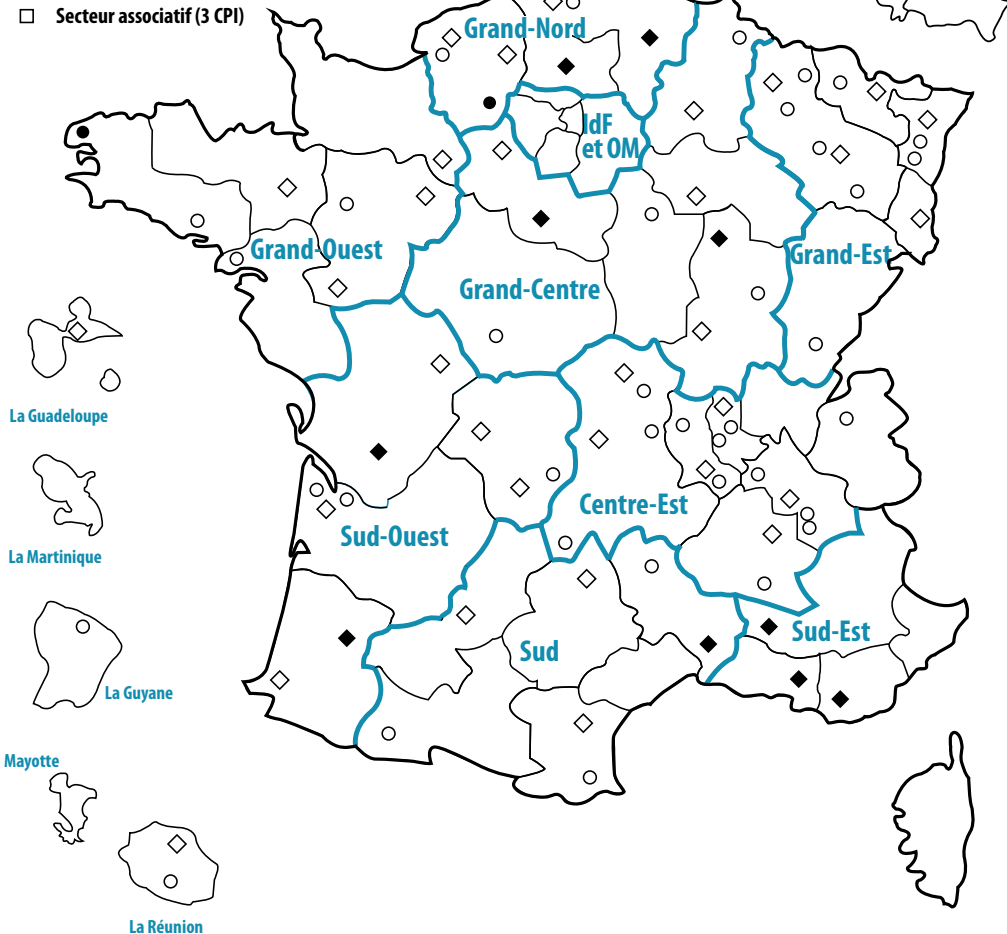 Secteur associatif (3 CPI)
Grand-Nord
IdF
et OM
Grand-Ouest
Grand-Est
Grand-Centre
La Guadeloupe
Centre-Est
Sud-Ouest
La Martinique
Sud-Est
Sud
La Guyane
Mayotte
La Réunion